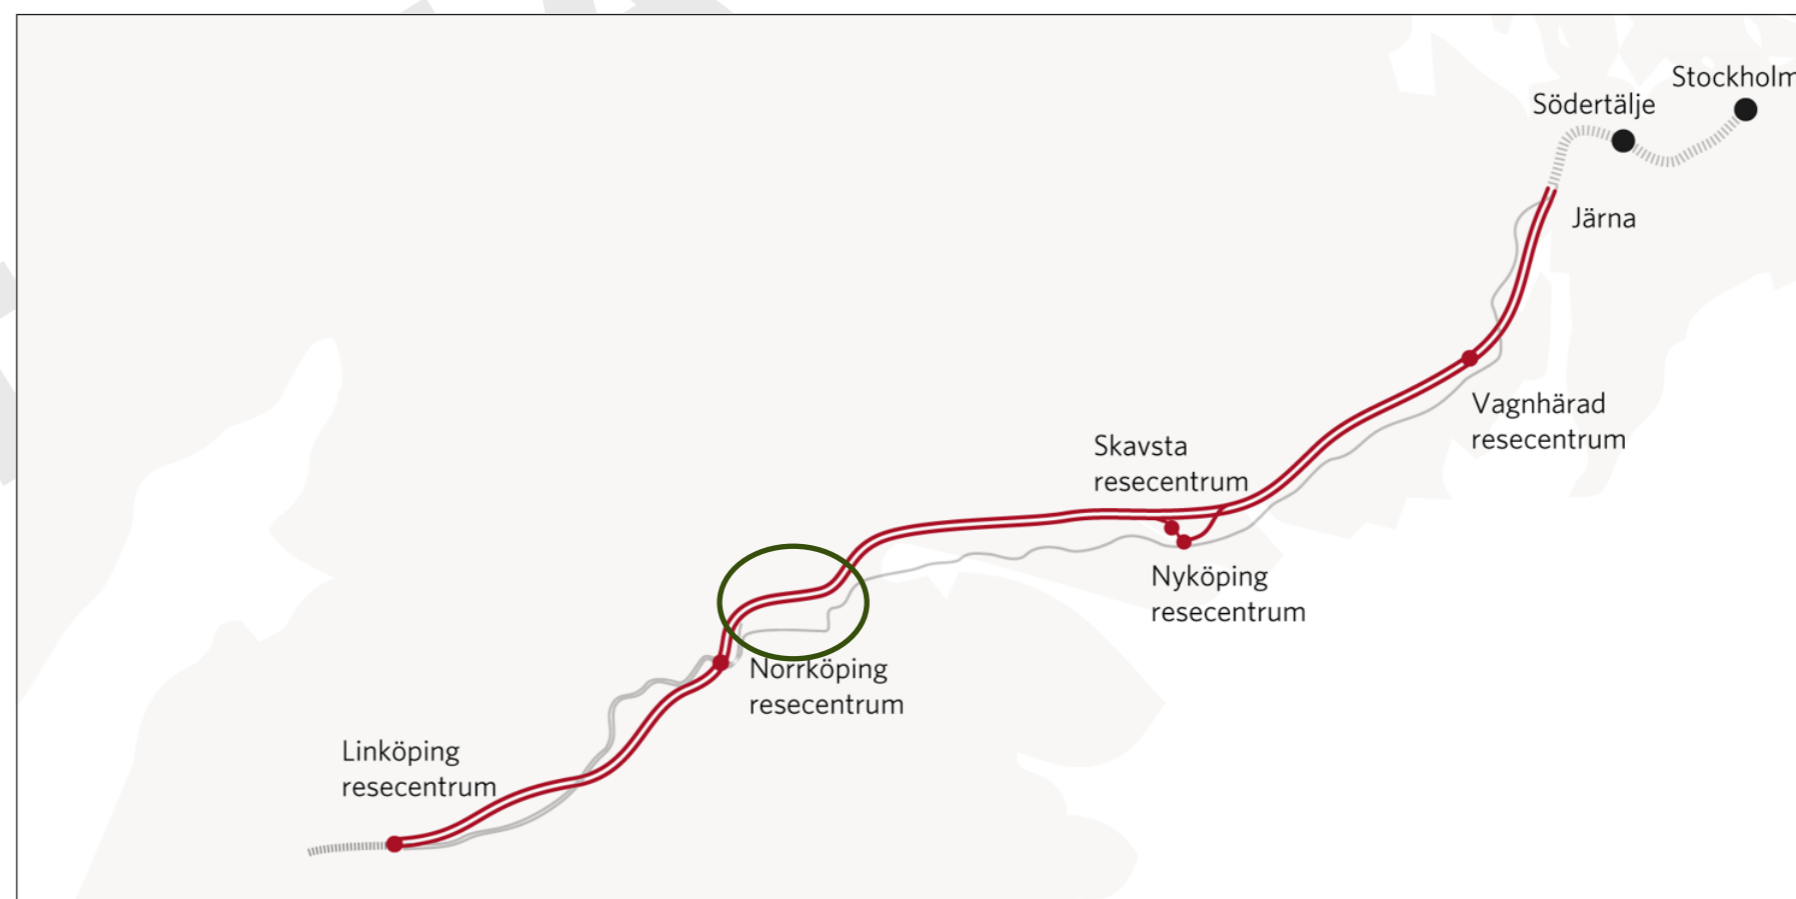 Stockholm
Södertälje
Järna
Vagnhärad
resecentrum
Skavsta
resecentrum
Nyköping
resecentrum
Norrköping
resecentrum
Linköping
resecentrum